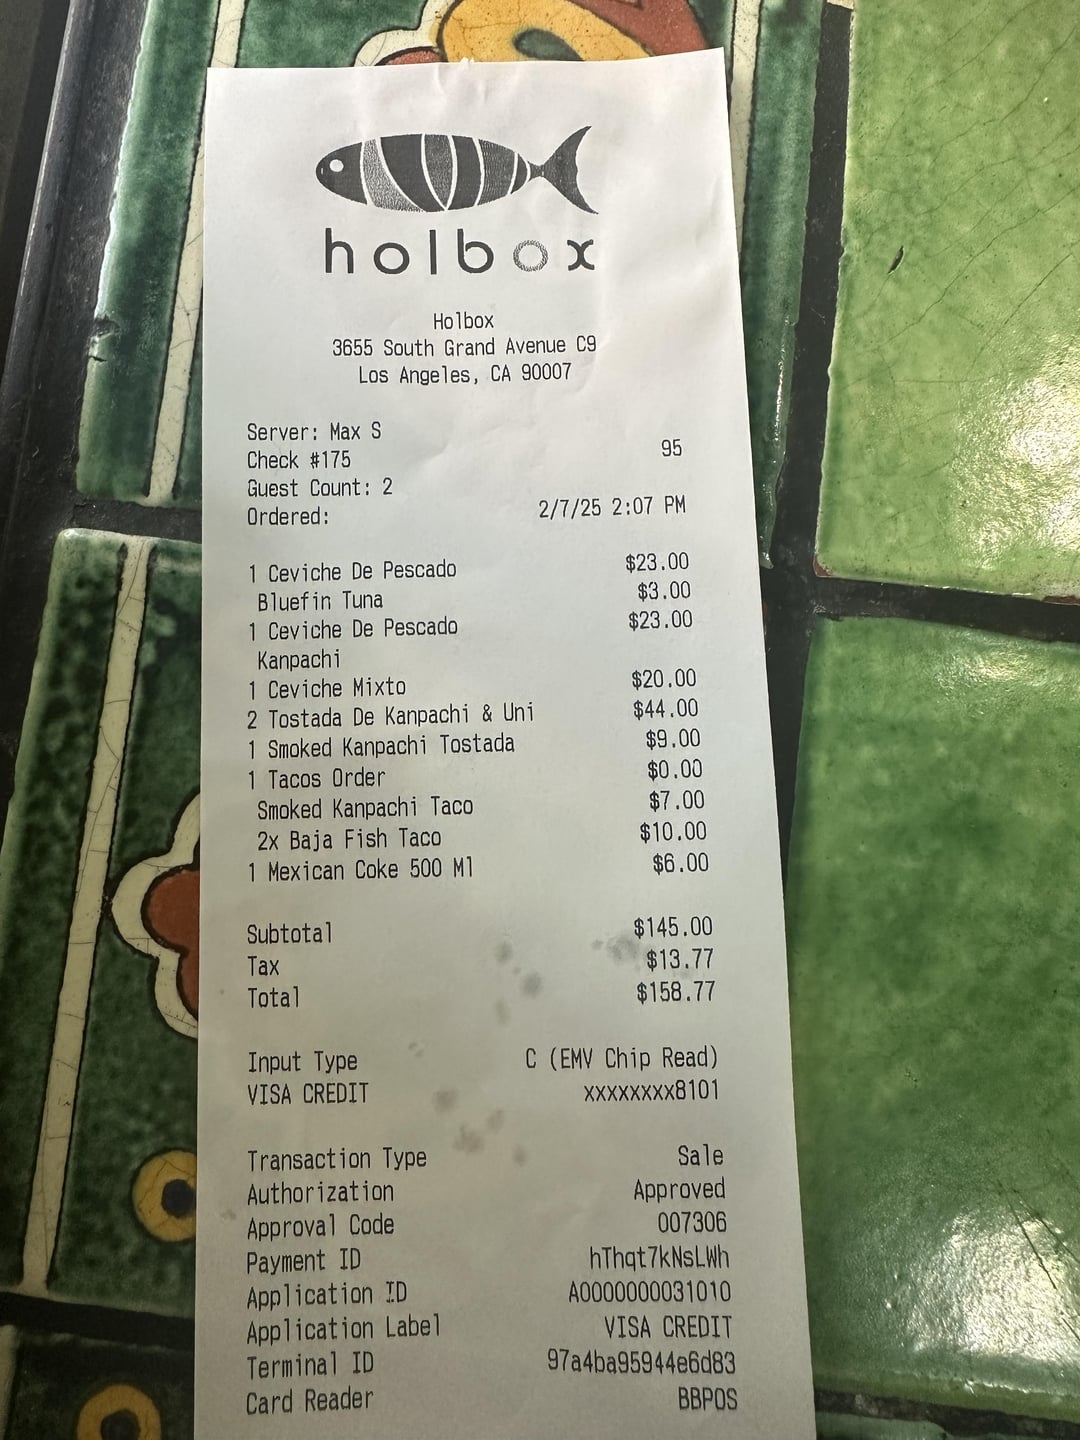 holbox
Holbox
3655 South Grand Avenue C9
Los Angeles, CA 90007
Server: Max S
Check #175 95
Guest Count: 2
Ordered: 2/7/25 2:07 PM
1 Ceviche De Pescado $23.00
Bluefin Tuna $3.00
1 Ceviche De Pescado $23.00
Kanpachi
1 Ceviche Mixto $20.00
2 Tostada De Kanpachi & Uni $44.00
1 Smoked Kanpachi Tostada $9.00
1 Tacos Order $0.00
Smoked Kanpachi Taco $7.00
2x Baja Fish Taco $10.00
1 Mexican Coke 500 Ml $6.00
Subtotal $145.00
Tax $13.77
Total $158.77
Input Type C (EMV Chip Read)
VISA CREDIT xxxxxxxx8101
Transaction Type Sale
Authorization Approved
Approval Code 007306
Payment ID hThqt7kNsLWh
Application ID A0000000031010
Application Label VISA CREDIT
Terminal ID 97a4ba95944e6d83
Card Reader BBPOS